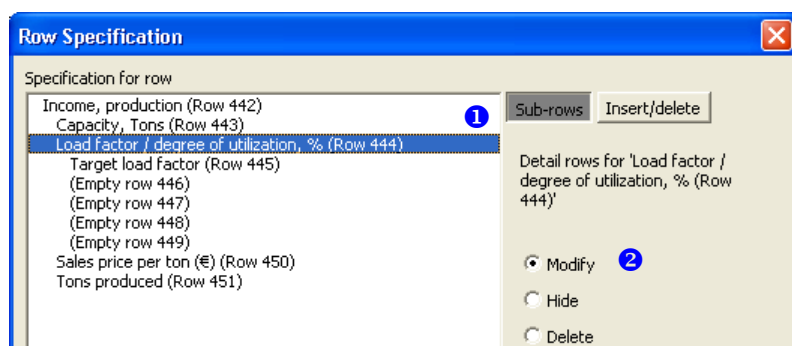 Row Specification
Specification for row
Income, production (Row 442)
Capacity, Tons (Row 443)
Load factor / degree of utilization, % (Row 444)
Target load factor (Row 445)
(Empty row 446)
(Empty row 447)
(Empty row 448)
(Empty row 449)
Sales price per ton (€) (Row 450)
Tons produced (Row 451)
1
Sub-rows Insert/delete
Detail rows for 'Load factor /
degree of utilization, % (Row
444)'
Modify 2
Hide
Delete